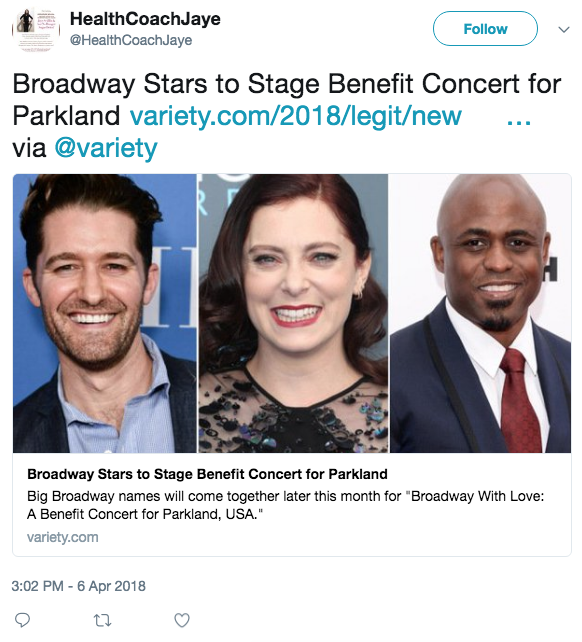 HealthCoachJaye
@HealthCoachJaye
Follow
Broadway Stars to Stage Benefit Concert for
Parkland variety.com/2018/legit/new ...
via @variety
Broadway Stars to Stage Benefit Concert for Parkland
Big Broadway names will come together later this month for "Broadway With Love:
A Benefit Concert for Parkland, USA."
variety.com
3:02 PM - 6 Apr 2018